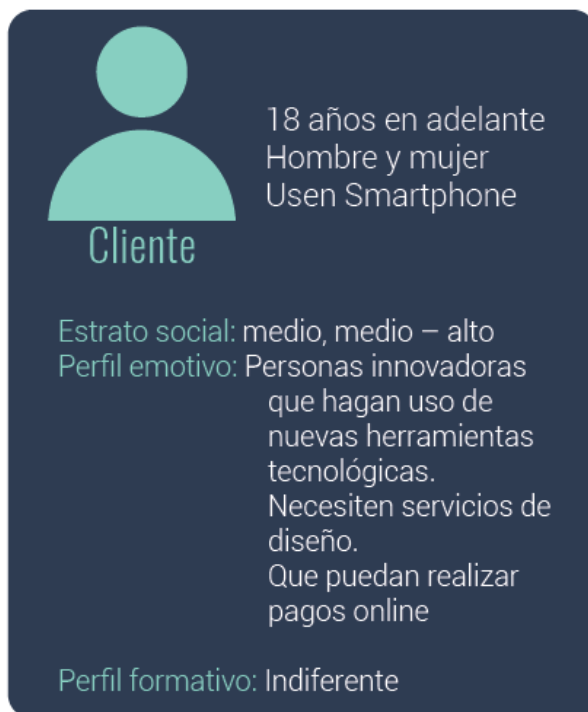 18 años en adelante
Hombre y mujer
Usen Smartphone
Cliente
Estrato social: medio, medio – alto
Perfil emotivo: Personas innovadoras
que hagan uso de
nuevas herramientas
tecnológicas.
Necesiten servicios de
diseño.
Que puedan realizar
pagos online
Perfil formativo: Indiferente